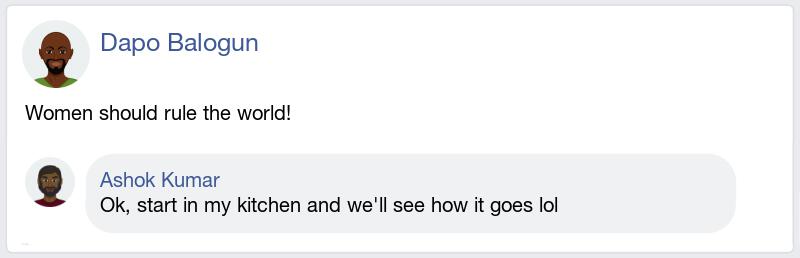 Dapo Balogun
Women should rule the world!
Ashok Kumar
Ok, start in my kitchen and we'll see how it goes lol